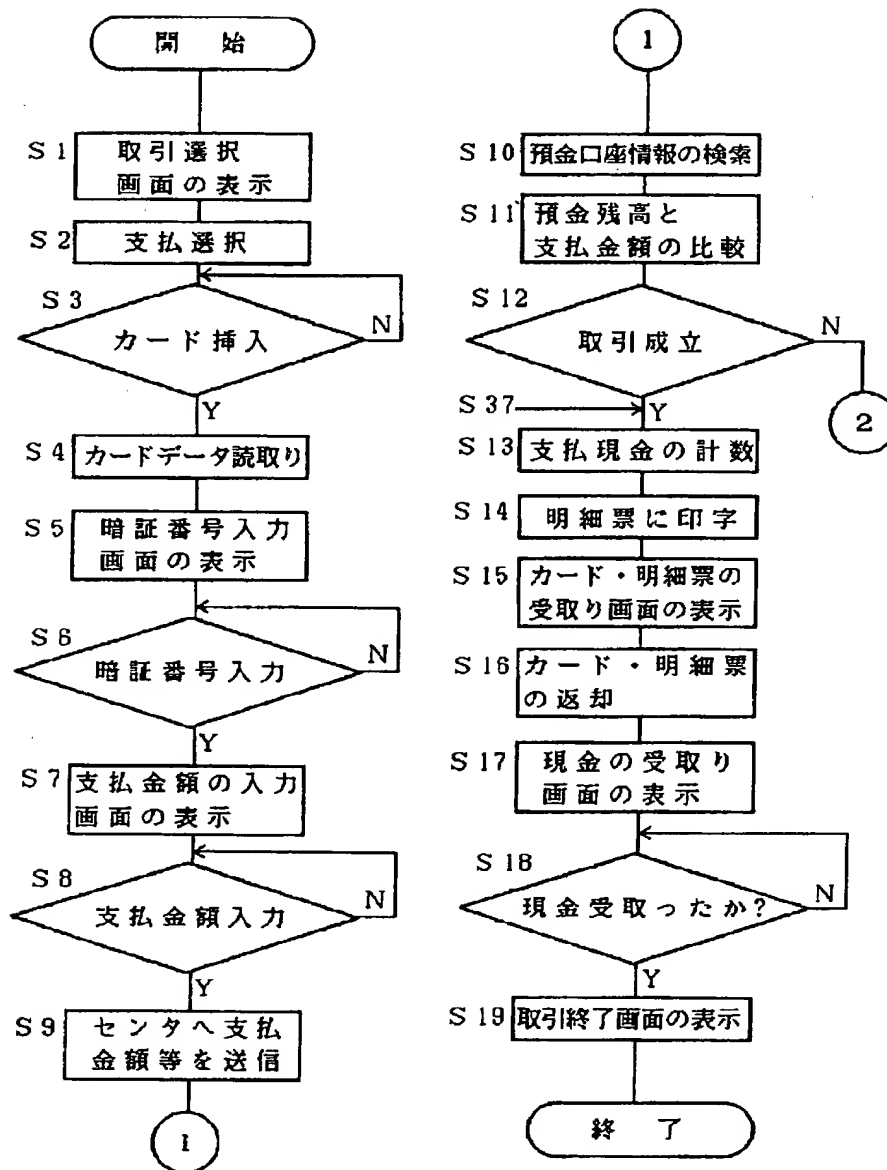 開始
S1 取引選択
画面の表示
S2 支払選択
S3
カード挿入 N
Y
S4 カードデータ読取り
S5 暗証番号入力
画面の表示
S6
暗証番号入力 N
Y
S7 支払金額の入力
画面の表示
S8
支払金額入力 N
Y
S9 センタへ支払
金額等を送信
1
1
S10 預金口座情報の検索
S11 預金残高と
支払金額の比較
S12
取引成立 N
2
S37
Y
S13 支払現金の計数
S14 明細票に印字
S15 カード・明細票の
受取り画面の表示
S16 カード・明細票
の返却
S17 現金の受取り
画面の表示
S18
現金受取ったか? N
Y
S19 取引終了画面の表示
終了